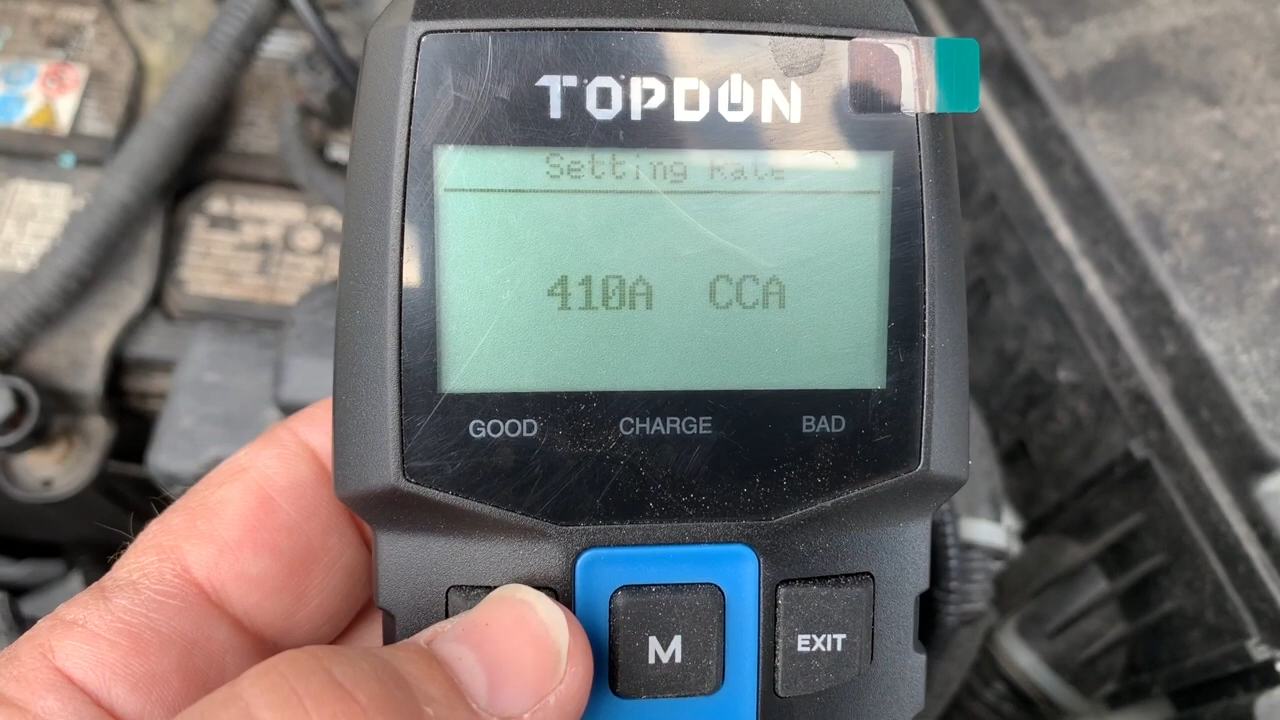 TOPDON
Setting Rate
410A CCA
GOOD CHARGE BAD
M
EXIT